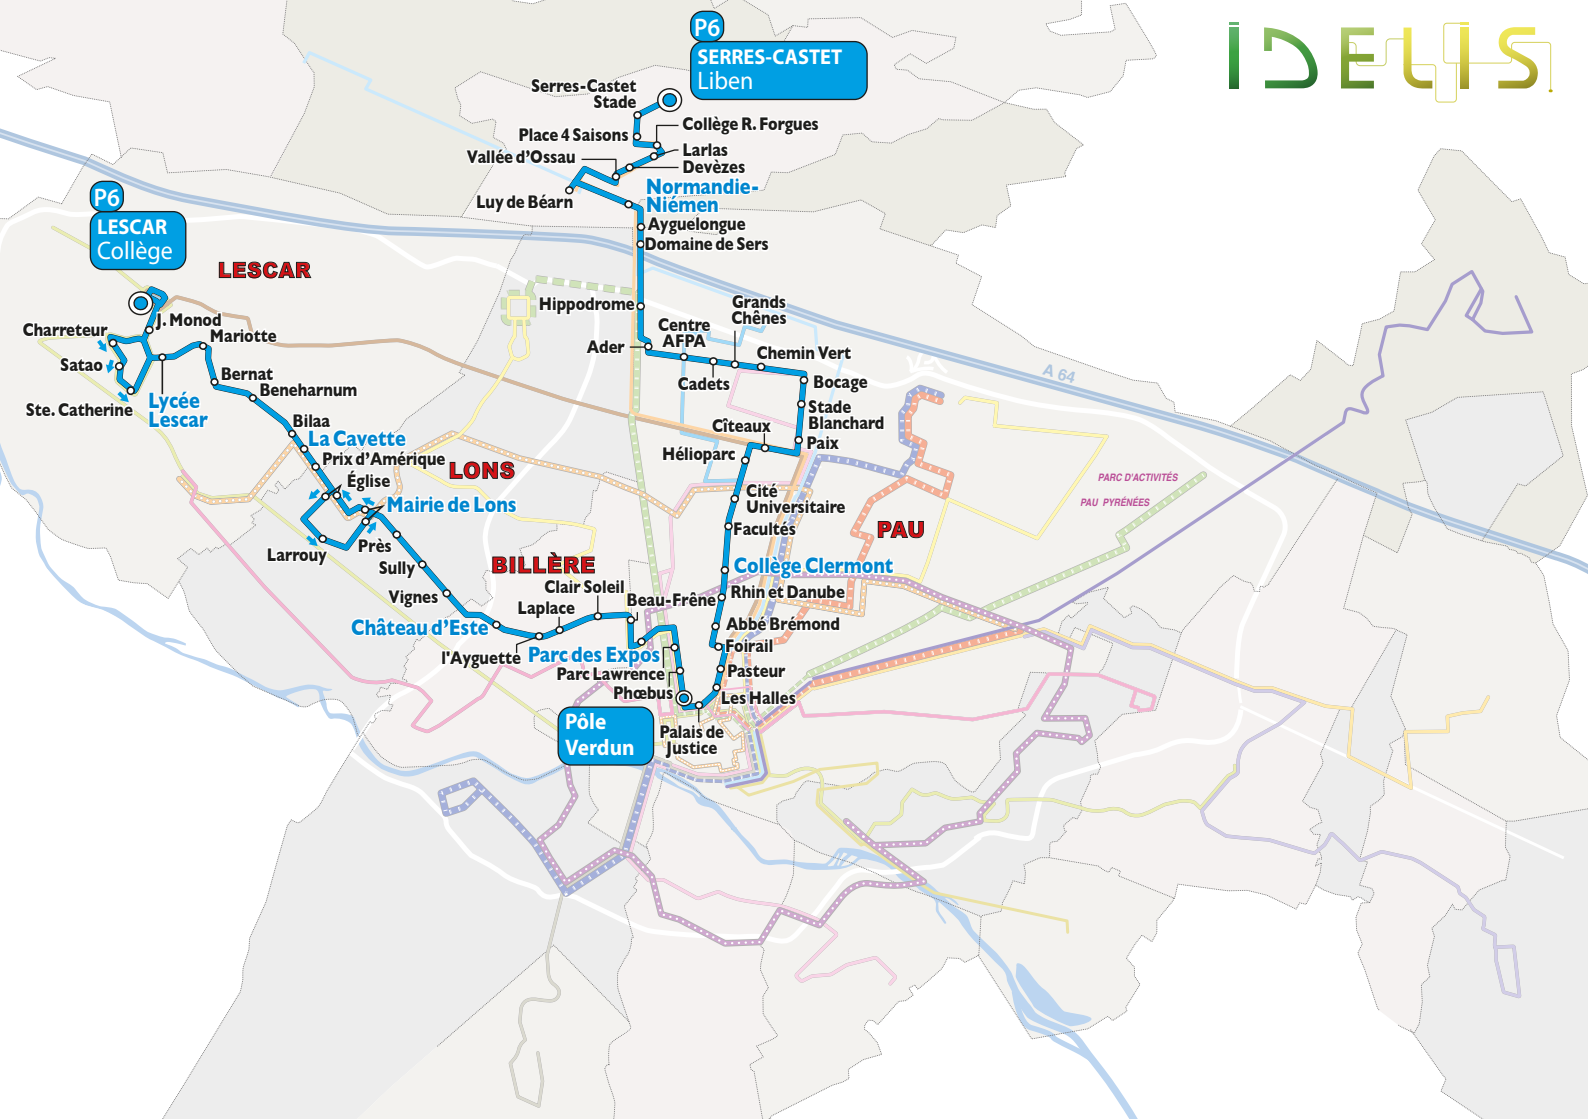 IDELIS
P6
SERRES-CASTET
Liben
Serres-Castet
Stade
Place 4 Saisons
Collège R. Forgues
Larlas
Devèzes
Vallée d'Ossau
Luy de Béarn
Normandie-
Niémen
Ayguelongue
Domaine de Sers
Hippodrome
Ader
Centre
AFPA
Cadets
Grands
Chênes
Chemin Vert
Bocage
Stade
Blanchard
Paix
Cîteaux
Hélioparc
Cité
Universitaire
Facultés
Collège Clermont
Rhin et Danube
Abbé Brémond
Foirail
Pasteur
Les Halles
Palais de
Justice
Pôle
Verdun
Phœbus
Parc Lawrence
Parc des Expos
Beau-Frêne
Clair Soleil
Laplace
l'Ayguette
Château d'Este
Vignes
Sully
Près
Larrouy
Mairie de Lons
Église
Prix d'Amérique
La Cavette
Bilaa
Beneharnum
Bernat
Mariotte
Lycée
Lescar
J. Monod
Charreteur
Satao
Ste. Catherine
P6
LESCAR
Collège
LESCAR
LONS
BILLÈRE
PAU
A 64
PARC D'ACTIVITÉS
PAU PYRÉNÉES